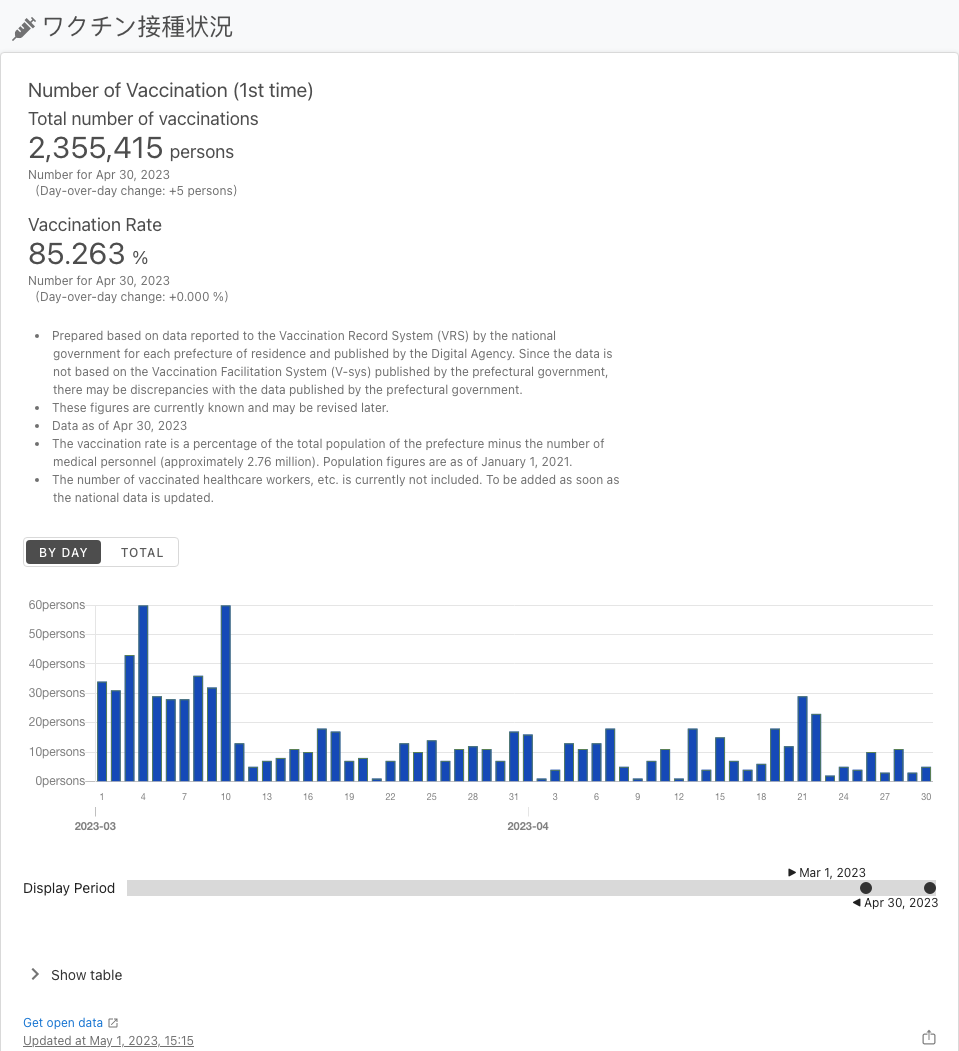 ワクチン接種状況
Number of Vaccination (1st time)
Total number of vaccinations
2,355,415 persons
Number for Apr 30, 2023
(Day-over-day change: +5 persons)
Vaccination Rate
85.263 %
Number for Apr 30, 2023
(Day-over-day change: +0.000 %)
• Prepared based on data reported to the Vaccination Record System (VRS) by the national
government for each prefecture of residence and published by the Digital Agency. Since the data is
not based on the Vaccination Facilitation System (V-sys) published by the prefectural government,
there may be discrepancies with the data published by the prefectural government.
• These figures are currently known and may be revised later.
• Data as of Apr 30, 2023
• The vaccination rate is a percentage of the total population of the prefecture minus the number of
medical personnel (approximately 2.76 million). Population figures are as of January 1, 2021.
• The number of vaccinated healthcare workers, etc. is currently not included. To be added as soon as
the national data is updated.
BY DAY TOTAL
60persons
50persons
40persons
30persons
20persons
10persons
0persons
1 4 7 10 13 16 19 22 25 28 31 3 6 9 12 15 18 21 24 27 30
2023-03 2023-04
Mar 1, 2023
Display Period
Apr 30, 2023
Show table
Get open data
Updated at May 1, 2023, 15:15